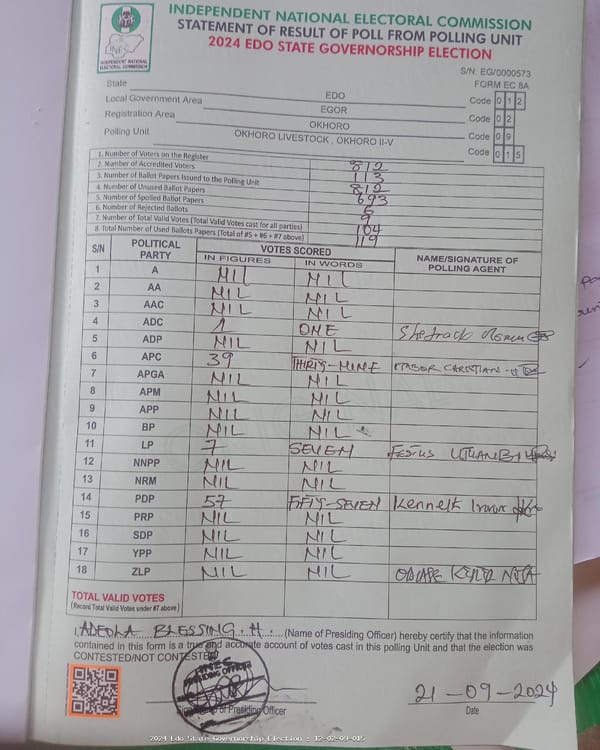 INDEPENDENT NATIONAL ELECTORAL COMMISSION
STATEMENT OF RESULT OF POLL FROM POLLING UNIT
2024 EDO STATE GOVERNORSHIP ELECTION
INEC
INDEPENDENT NATIONAL
ELECTORAL COMMISSION
S/N: EG/0000573
FORM EC 8A
State EDO Code 0 1 2
Local Government Area EGOR Code 0 2
Registration Area OKHORO Code 0 9
Polling Unit OKHORO LIVESTOCK , OKHORO II-V Code 0 1 5
1. Number of Voters on the Register 812
2. Number of Accredited Voters 113
3. Number of Ballot Papers Issued to the Polling Unit 812
4. Number of Unused Ballot Papers 693
5. Number of Spoiled Ballot Papers 6
6. Number of Rejected Ballots 9
7. Number of Total Valid Votes (Total Valid Votes cast for all parties) 104
8. Total Number of Used Ballots Papers (Total of #5 + #6 + #7 above) 119
S/N POLITICAL PARTY VOTES SCORED NAME/SIGNATURE OF POLLING AGENT
IN FIGURES IN WORDS
1 A NIL NIL
2 AA NIL NIL
3 AAC NIL NIL
4 ADC 1 ONE
5 ADP NIL NIL
6 APC 39 THIRTY-NINE CHRISTIAN
7 APGA NIL NIL
8 APM NIL NIL
9 APP NIL NIL
10 BP NIL NIL
11 LP 7 SEVEN
12 NNPP NIL NIL
13 NRM NIL NIL
14 PDP 57 FIFTY-SEVEN Kenneth
15 PRP NIL NIL
16 SDP NIL NIL
17 YPP NIL NIL
18 ZLP NIL NIL
TOTAL VALID VOTES
(Record Total Valid Votes under #7 above)
I, ADEOLA BLESSING . H. (Name of Presiding Officer) hereby certify that the information
contained in this form is a true and accurate account of votes cast in this polling Unit and that the election was
CONTESTED/NOT CONTESTED
INEC
PRESIDING OFFICER
Signature of Presiding Officer
21-09-2024
Date
2024 Edo State Governorship Election - 12-02-09-015